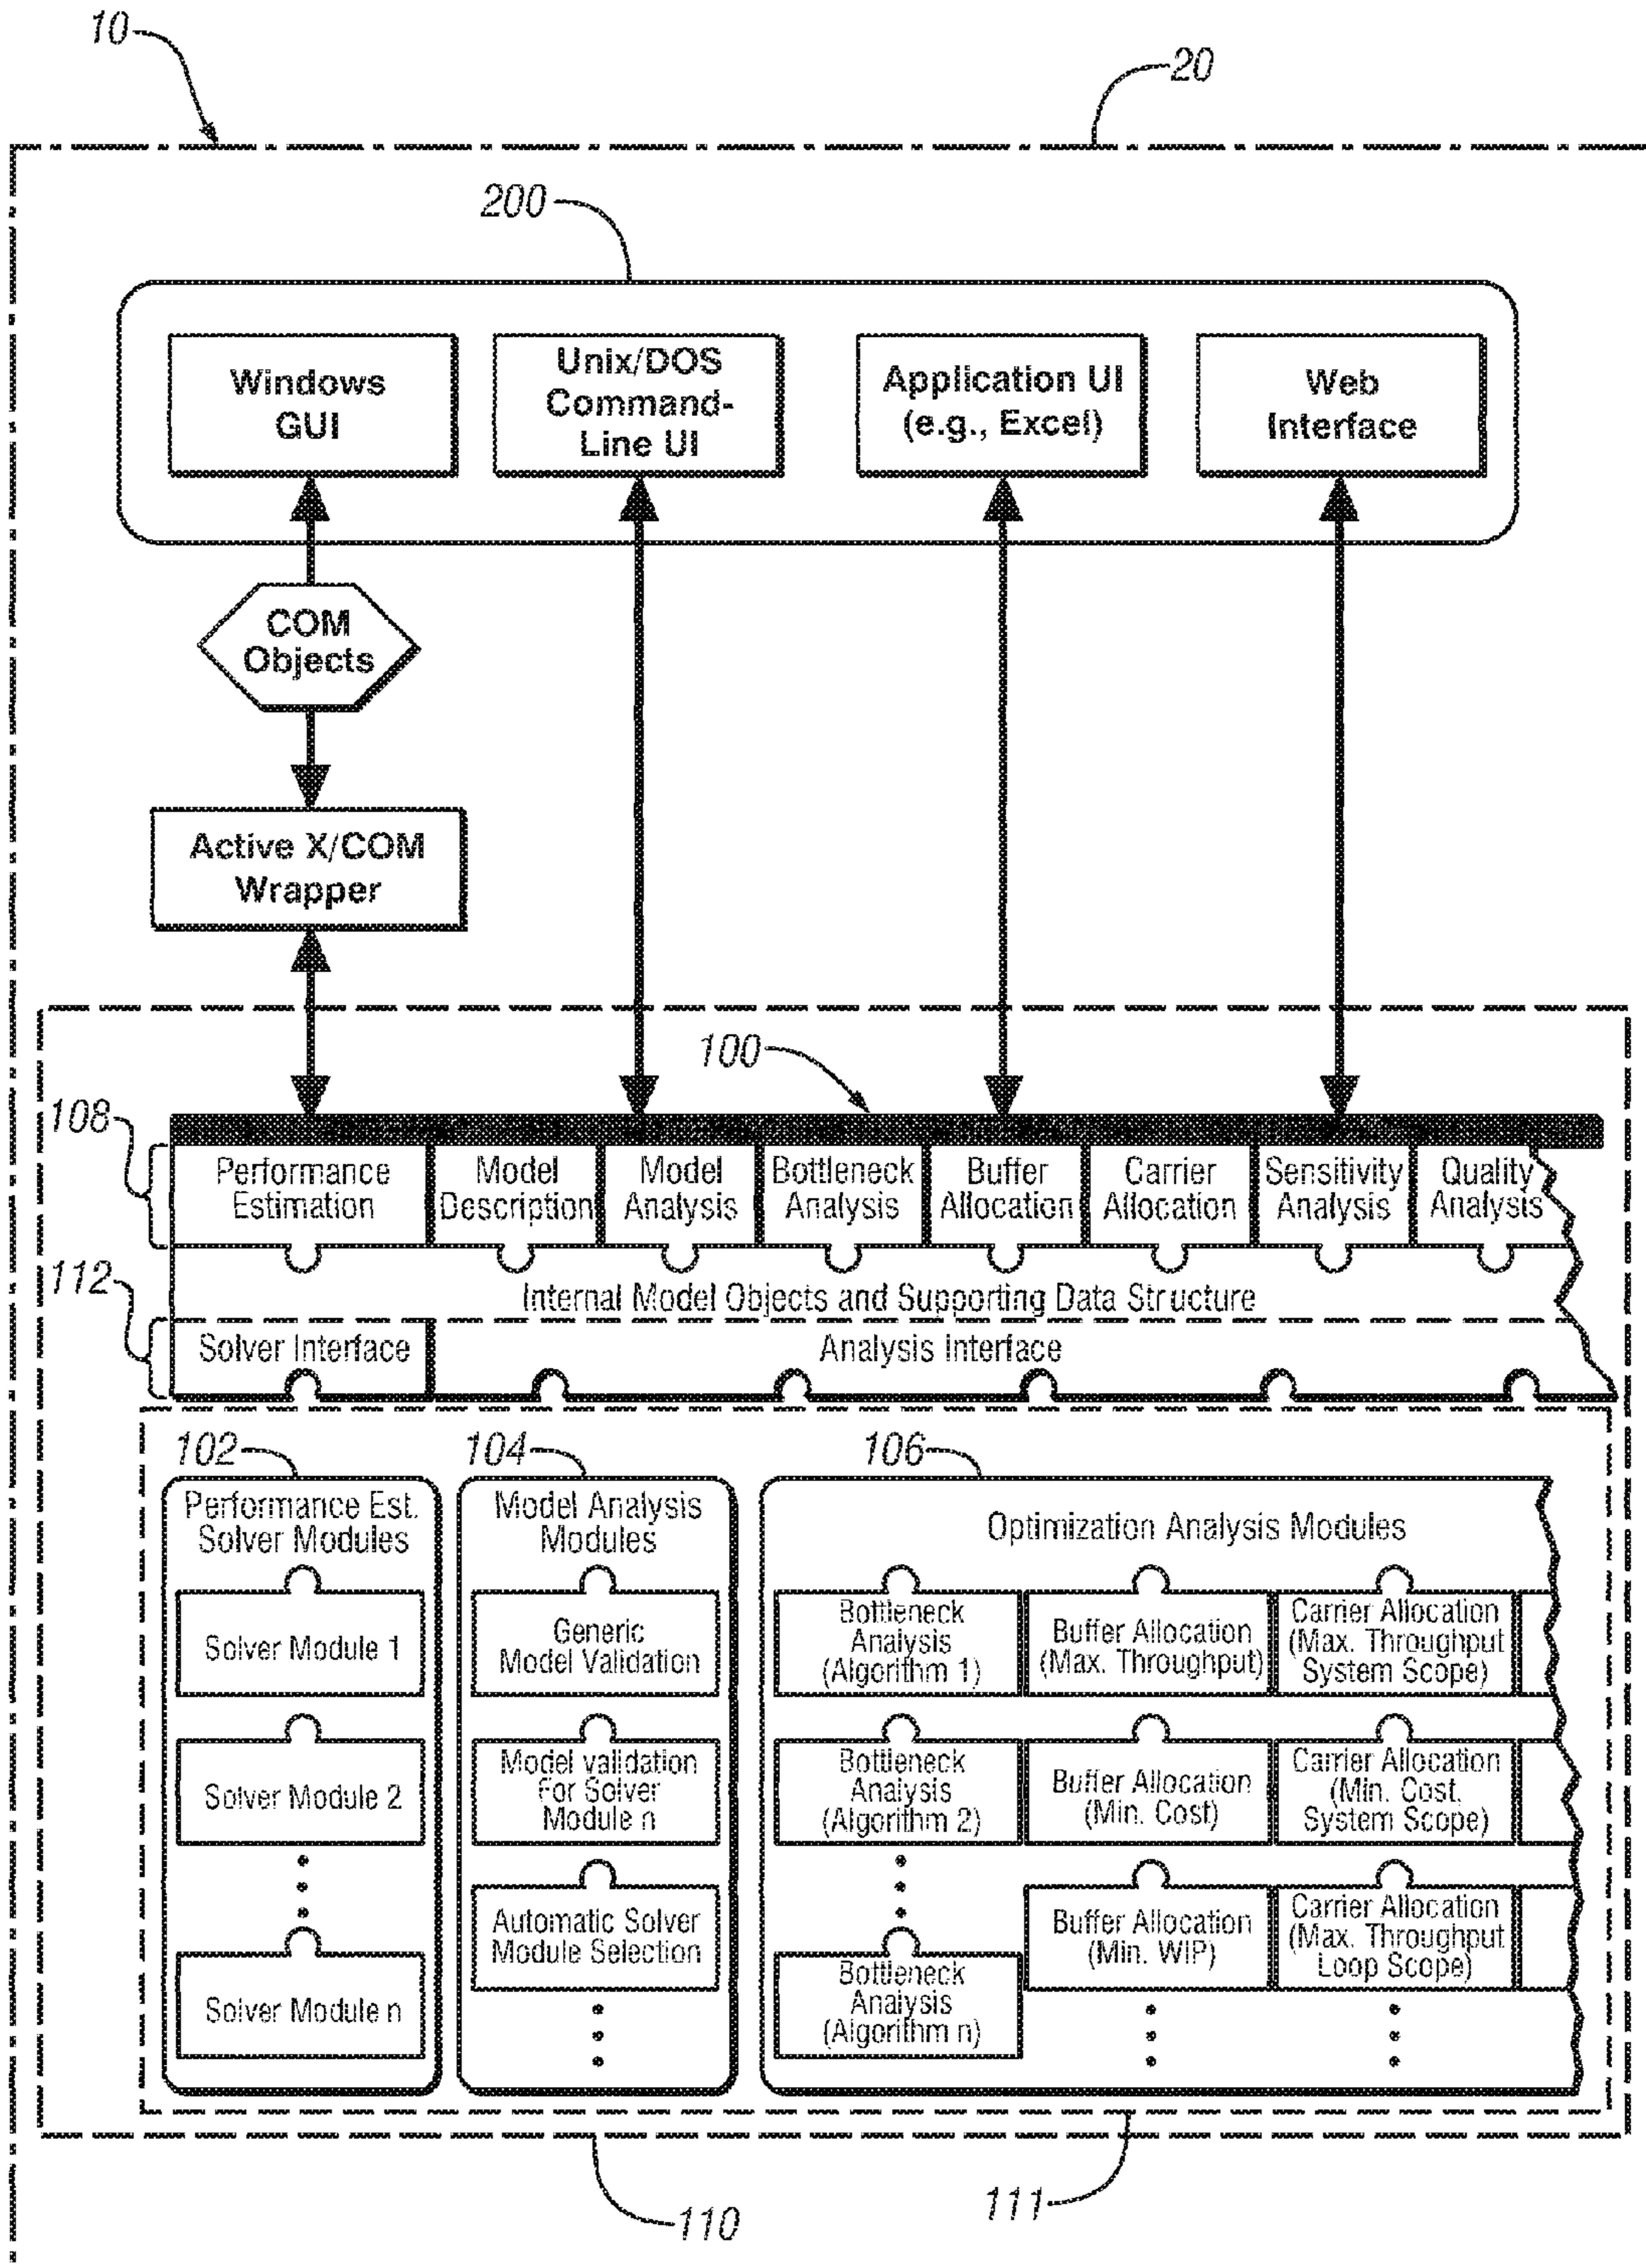 10
20
200
Windows
GUI
Unix/DOS
Command-
Line UI
Application UI
(e.g., Excel)
Web
Interface
COM
Objects
Active X/COM
Wrapper
100
108
Performance
Estimation
Model
Description
Model
Analysis
Bottleneck
Analysis
Buffer
Allocation
Carrier
Allocation
Sensitivity
Analysis
Quality
Analysis
112
Internal Model Objects and Supporting Data Structure
Solver Interface
Analysis Interface
102
104
106
Performance Est.
Solver Modules
Solver Module 1
Solver Module 2
Solver Module n
Model Analysis
Modules
Generic
Model Validation
Model validation
For Solver
Module n
Automatic Solver
Module Selection
Optimization Analysis Modules
Bottleneck
Analysis
(Algorithm 1)
Buffer Allocation
(Max. Throughput)
Carrier Allocation
(Max. Throughput
System Scope)
Bottleneck
Analysis
(Algorithm 2)
Buffer Allocation
(Min. Cost)
Carrier Allocation
(Min. Cost.
System Scope)
Bottleneck
Analysis
(Algorithm n)
Buffer Allocation
(Min. WIP)
Carrier Allocation
(Max. Throughput
Loop Scope)
110
111